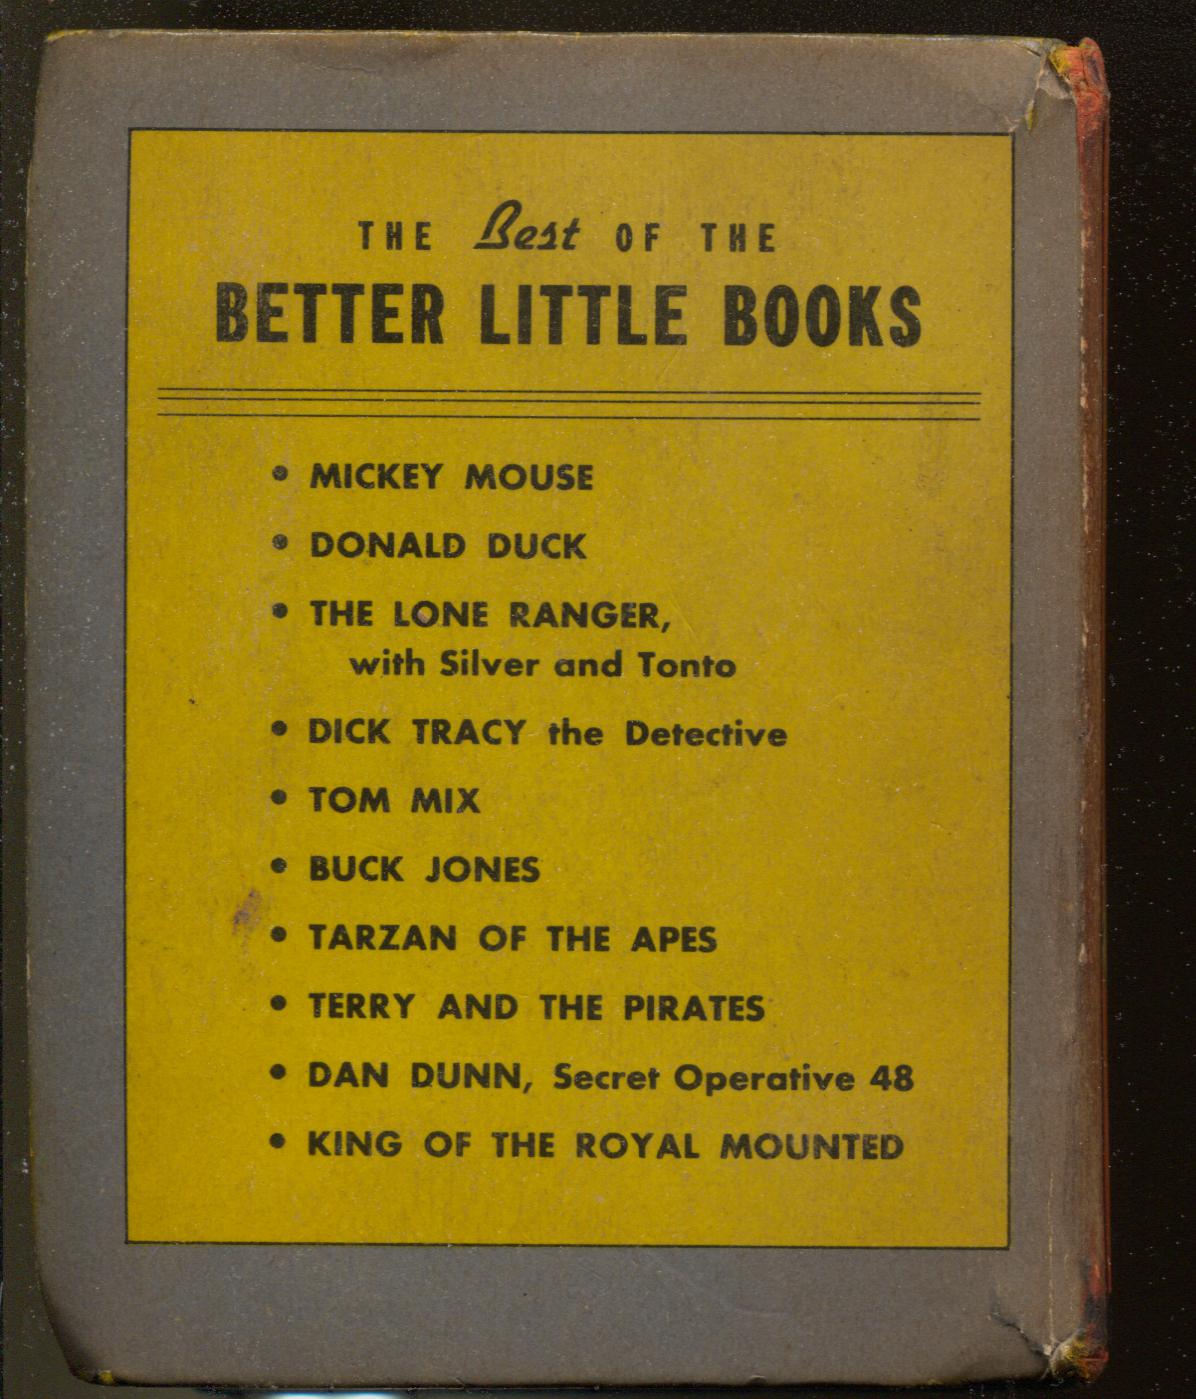 THE Best OF THE
BETTER LITTLE BOOKS
• MICKEY MOUSE
• DONALD DUCK
• THE LONE RANGER,
with Silver and Tonto
• DICK TRACY the Detective
• TOM MIX
• BUCK JONES
• TARZAN OF THE APES
• TERRY AND THE PIRATES
• DAN DUNN, Secret Operative 48
• KING OF THE ROYAL MOUNTED